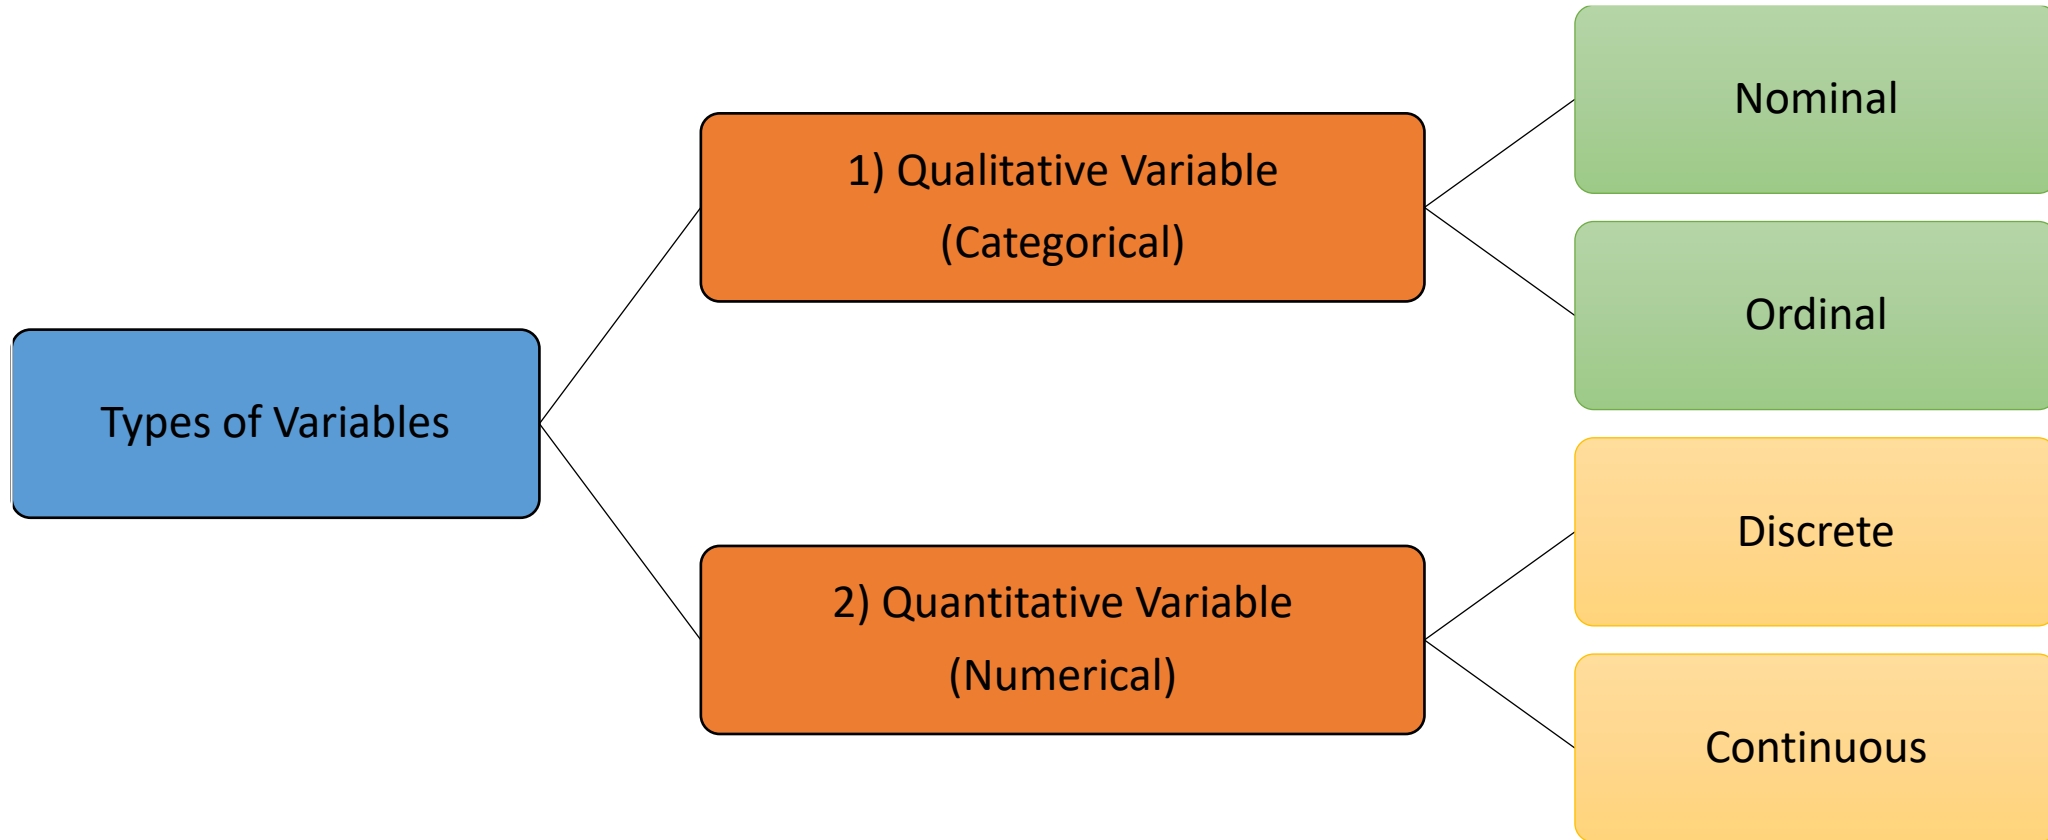 Types of Variables
1) Qualitative Variable
(Categorical)
Nominal
Ordinal
2) Quantitative Variable
(Numerical)
Discrete
Continuous